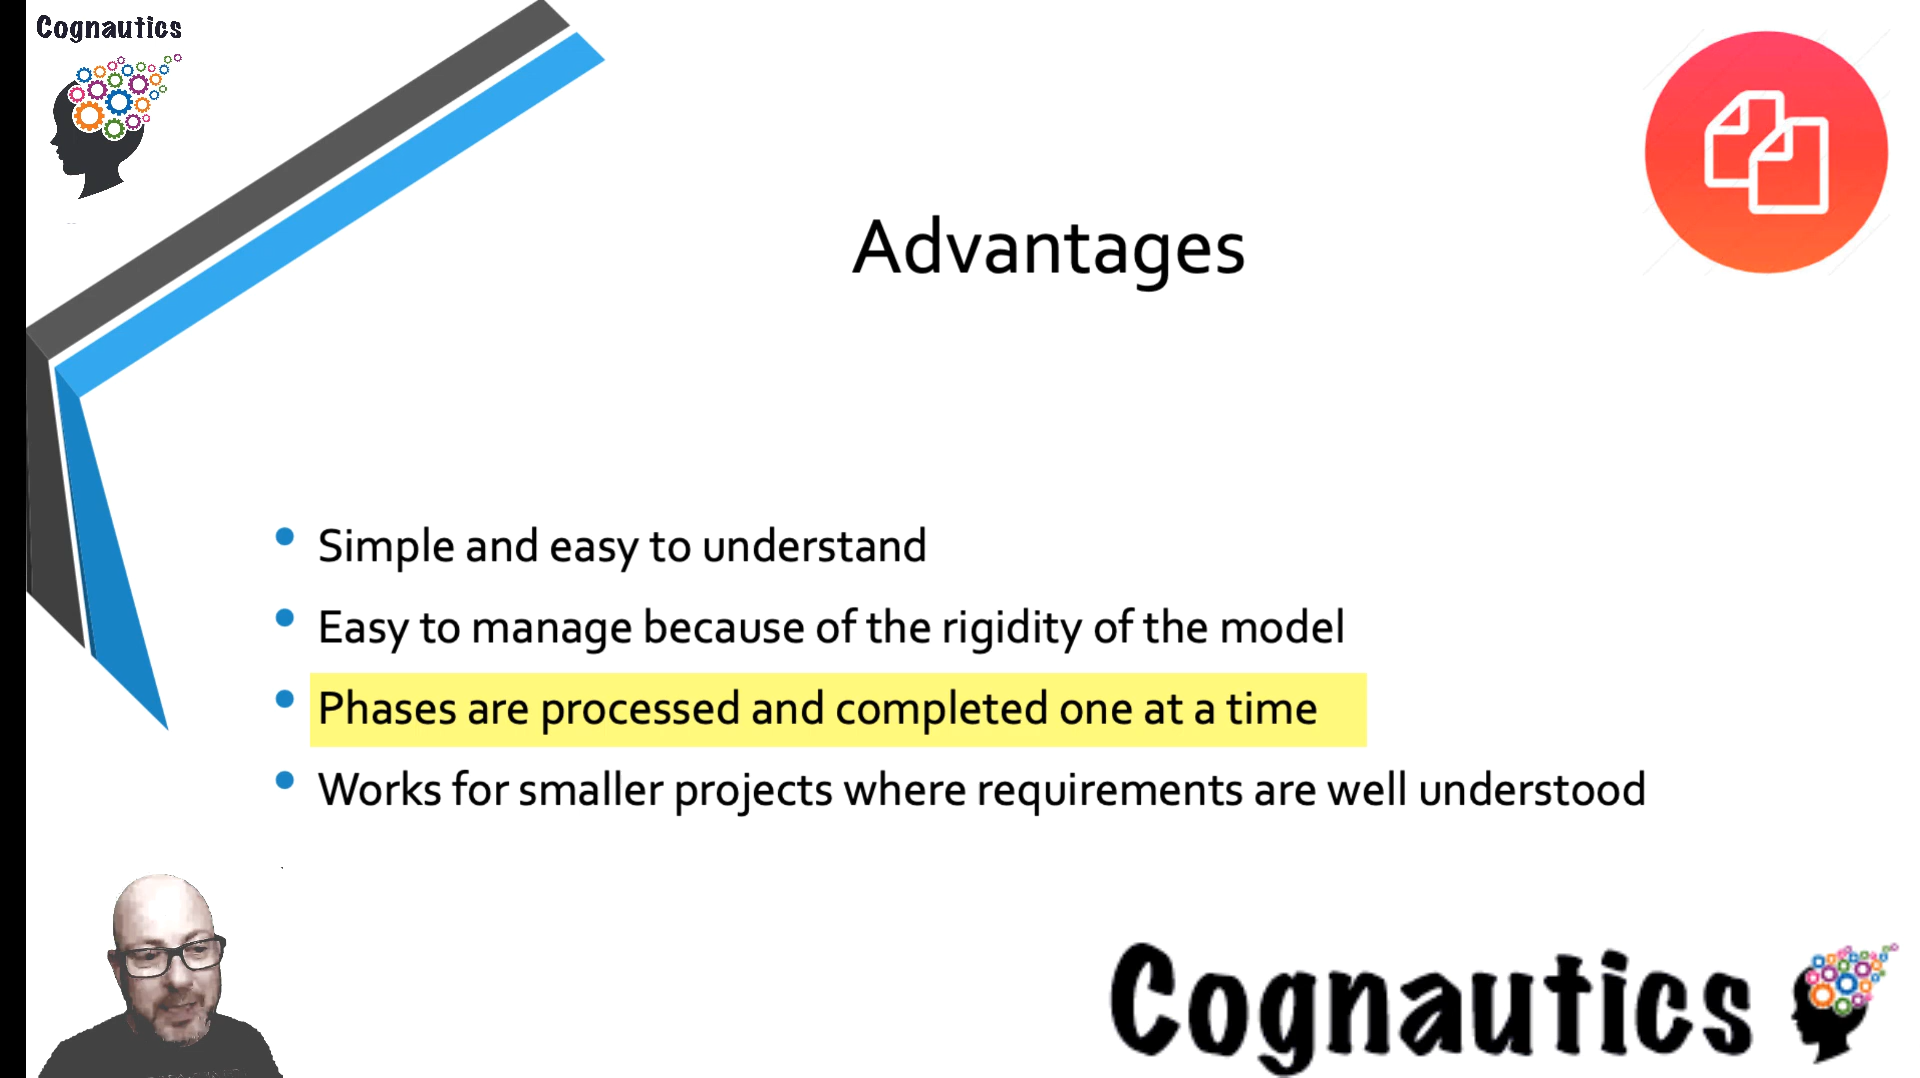 Cognautics
Advantages
Simple and easy to understand
Easy to manage because of the rigidity of the model
Phases are processed and completed one at a time
Works for smaller projects where requirements are well understood
Cognautics